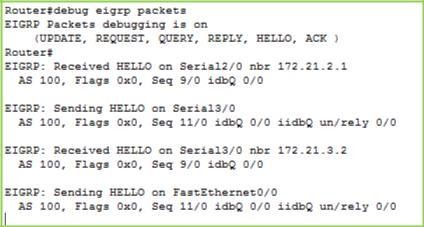 Router#debug eigrp packets
EIGRP Packets debugging is on
    (UPDATE, REQUEST, QUERY, REPLY, HELLO, ACK )
Router#
EIGRP: Received HELLO on Serial2/0 nbr 172.21.2.1
  AS 100, Flags 0x0, Seq 9/0 idbQ 0/0

EIGRP: Sending HELLO on Serial3/0
  AS 100, Flags 0x0, Seq 11/0 idbQ 0/0 iidbQ un/rely 0/0

EIGRP: Received HELLO on Serial3/0 nbr 172.21.3.2
  AS 100, Flags 0x0, Seq 9/0 idbQ 0/0

EIGRP: Sending HELLO on FastEthernet0/0
  AS 100, Flags 0x0, Seq 11/0 idbQ 0/0 iidbQ un/rely 0/0